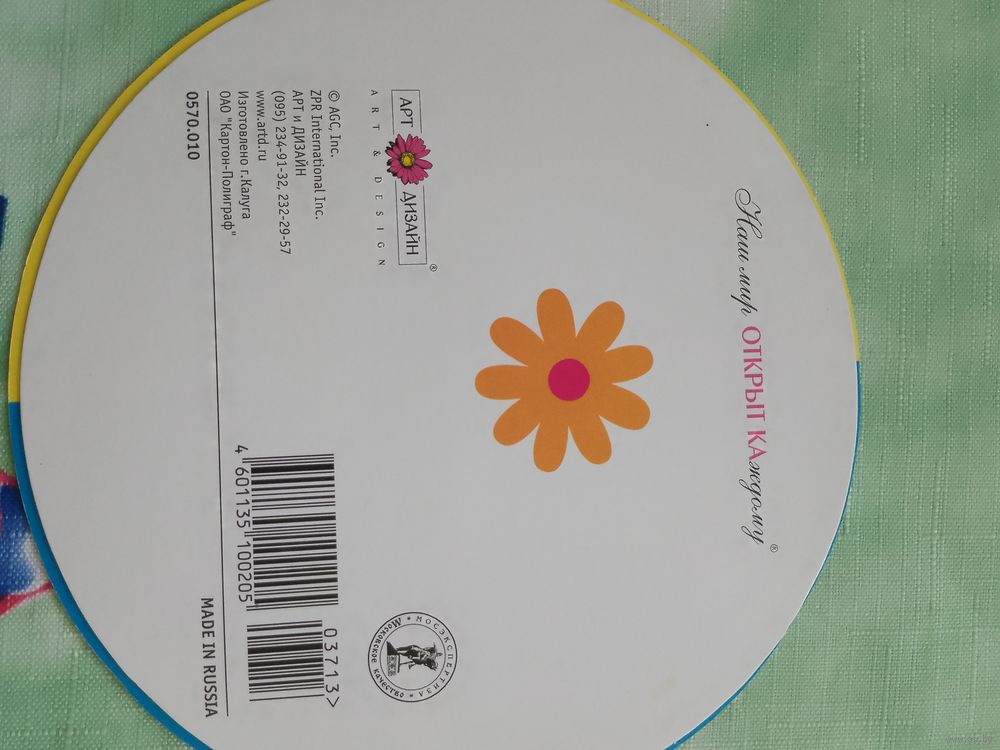 Наш мир ОТКРЫТ КАждому®
АРТ ДИЗАЙН®
ART & DESIGN
© AGC, Inc.
ZPR International Inc.
АРТ и ДИЗАЙН
(095) 234-91-32, 232-29-57
www.artd.ru
Изготовлено г.Калуга
ОАО "Картон-Полиграф"
0570.010
4 601135 100205
03713>
МОСЭКСПЕРТИЗА
Московское качество
MADE IN RUSSIA